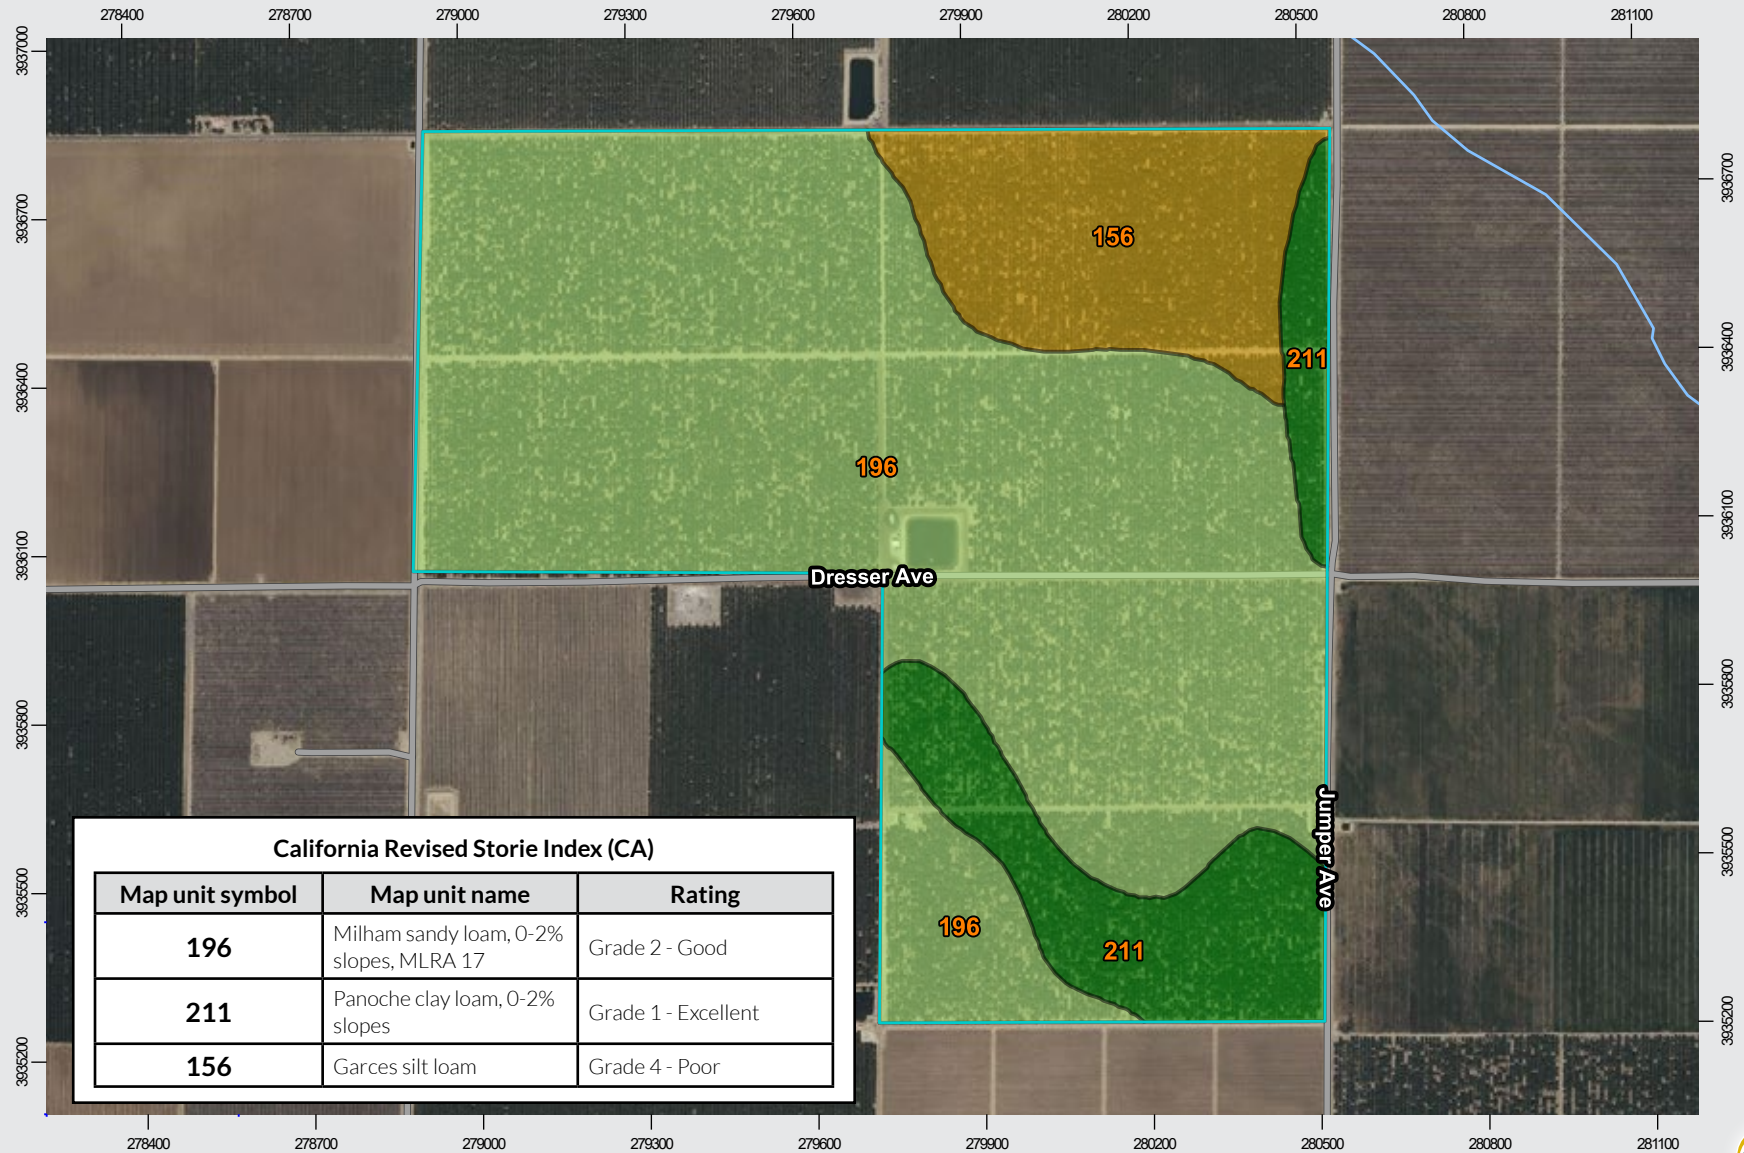 278400 278700 279000 279300 279600 279900 280200 280500 280800 281100
3937000
3936700
3936400
3936100
3935800
3935500
3935200
3936700
3936400
3936100
3935800
3935500
3935200
156
211
196
Dresser Ave
Jumper Ave
196
211
California Revised Storie Index (CA)
Map unit symbol Map unit name Rating
196 Milham sandy loam, 0-2% Grade 2 - Good
slopes, MLRA 17
211 Panoche clay loam, 0-2% Grade 1 - Excellent
slopes
156 Garces silt loam Grade 4 - Poor
278400 278700 279000 279300 279600 279900 280200 280500 280800 281100